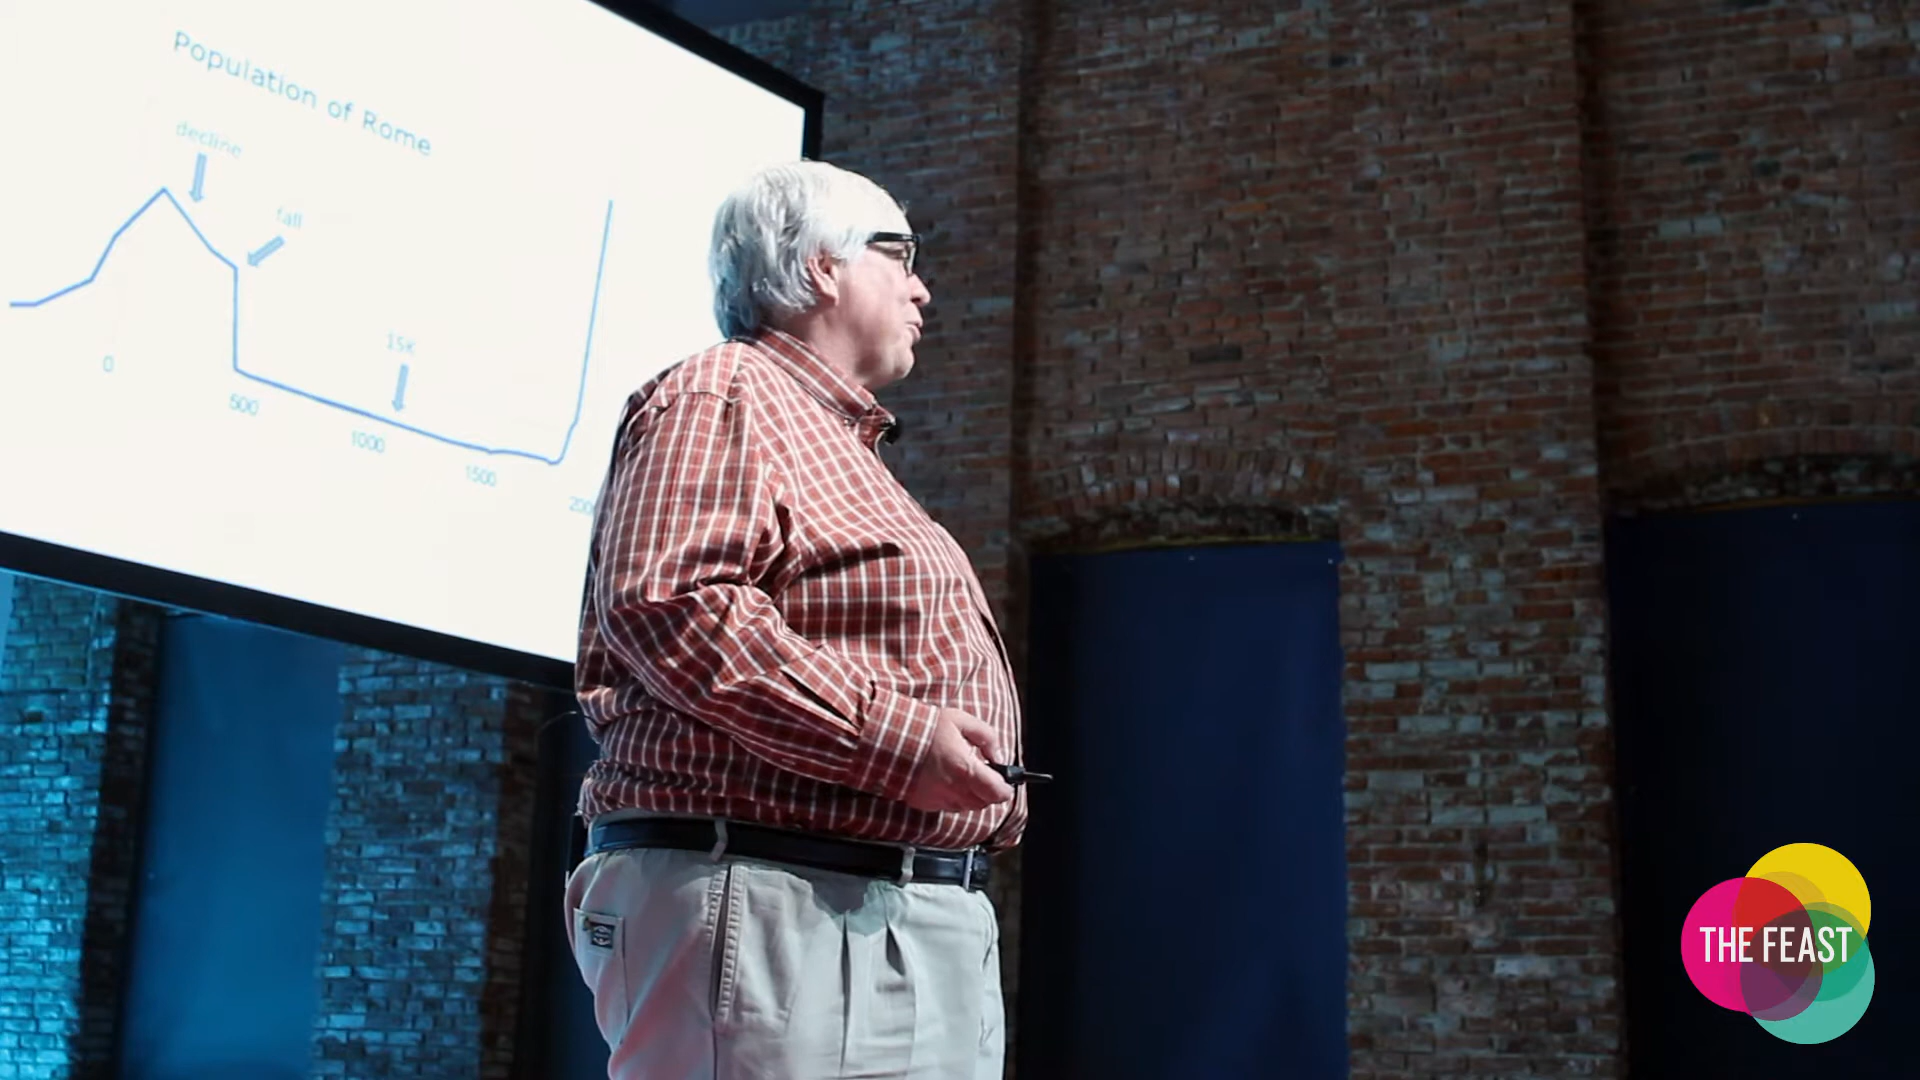 Population of Rome
decline
fall
15K
0
500
1000
1500
THE FEAST